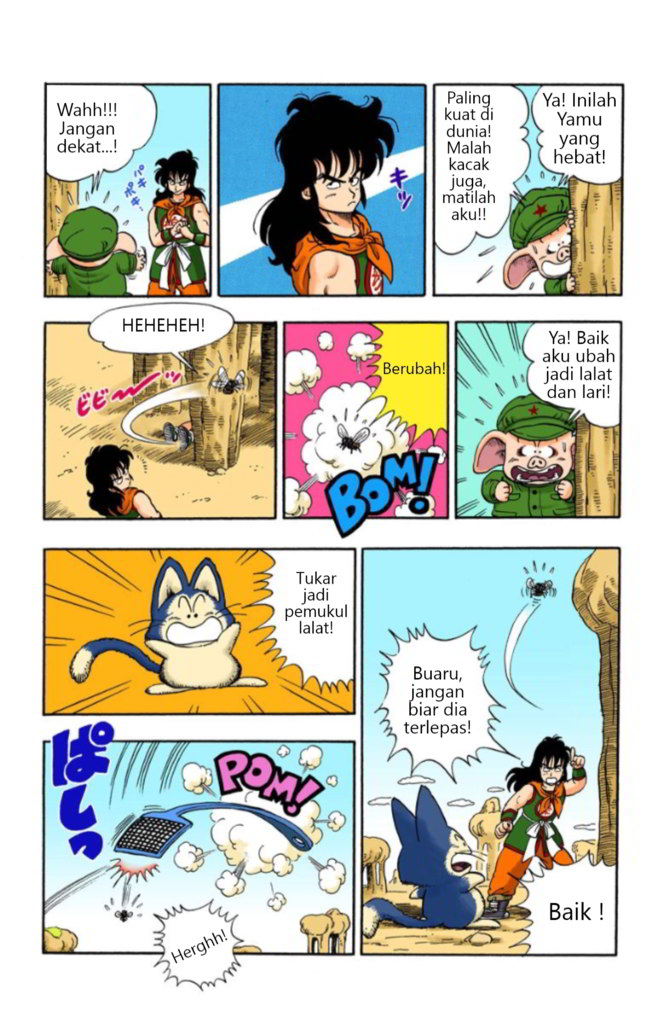 Ya! Inilah
Yamu
yang
hebat!
Paling
kuat di
dunia!
Malah
kacak
juga,
matilah
aku!!
キッ
Wahh!!!
Jangan
dekat...!
パキ
パキ
ポキ
Ya! Baik
aku ubah
jadi lalat
dan lari!
Berubah!
BOM!
HEHEHEH!
ビビ〜ッ
Buaru,
jangan
biar dia
terlepas!
Baik !
Tukar
jadi
pemukul
lalat!
POM!
ぱしっ
Herghh!